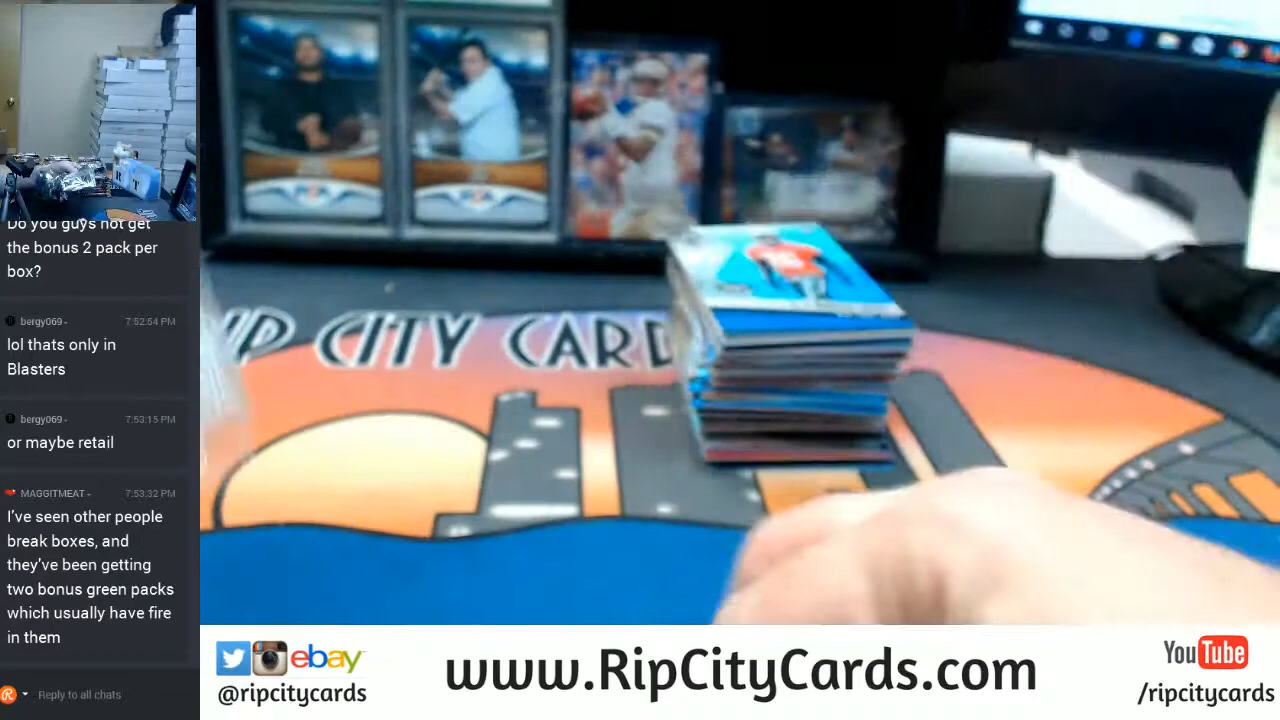 Do you guys not get
the bonus 2 pack per
box?
bergy069- 7:52:54 PM
lol thats only in
Blasters
bergy069- 7:53:15 PM
or maybe retail
MAGGITMEAT- 7:53:32 PM
I've seen other people
break boxes, and
they've been getting
two bonus green packs
which usually have fire
in them
Reply to all chats
CITY CARD
ebay
@ripcitycards
www.RipCityCards.com
YouTube
/ripcitycards